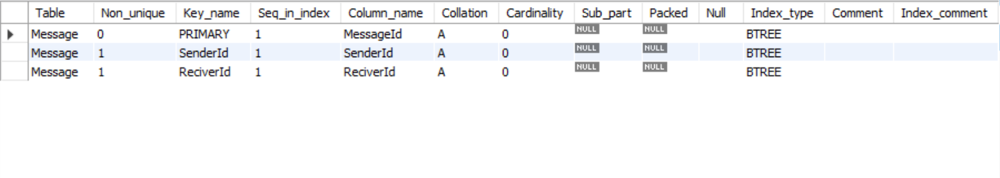 Table Non_unique Key_name Seq_in_index Column_name Collation Cardinality Sub_part Packed Null Index_type Comment Index_comment
Message 0 PRIMARY 1 MessageId A 0 NULL NULL BTREE
Message 1 SenderId 1 SenderId A 0 NULL NULL BTREE
Message 1 ReciverId 1 ReciverId A 0 NULL NULL BTREE